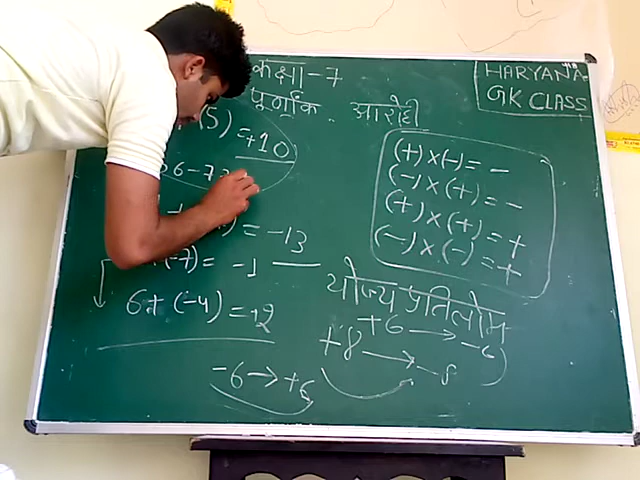 कक्षा-7
पूर्णांक . आरोही
HARYANA
GK CLASS
(5) = +10
6-7
= -13
(-7) = -1
6+ (-4) = +2
-6 → +6
(+) x (-) = -
(-) x (+) = -
(+) x (+) = +
(-) x (-) = +
योज्य प्रतिलोम
+6 → -6
+8 → -8